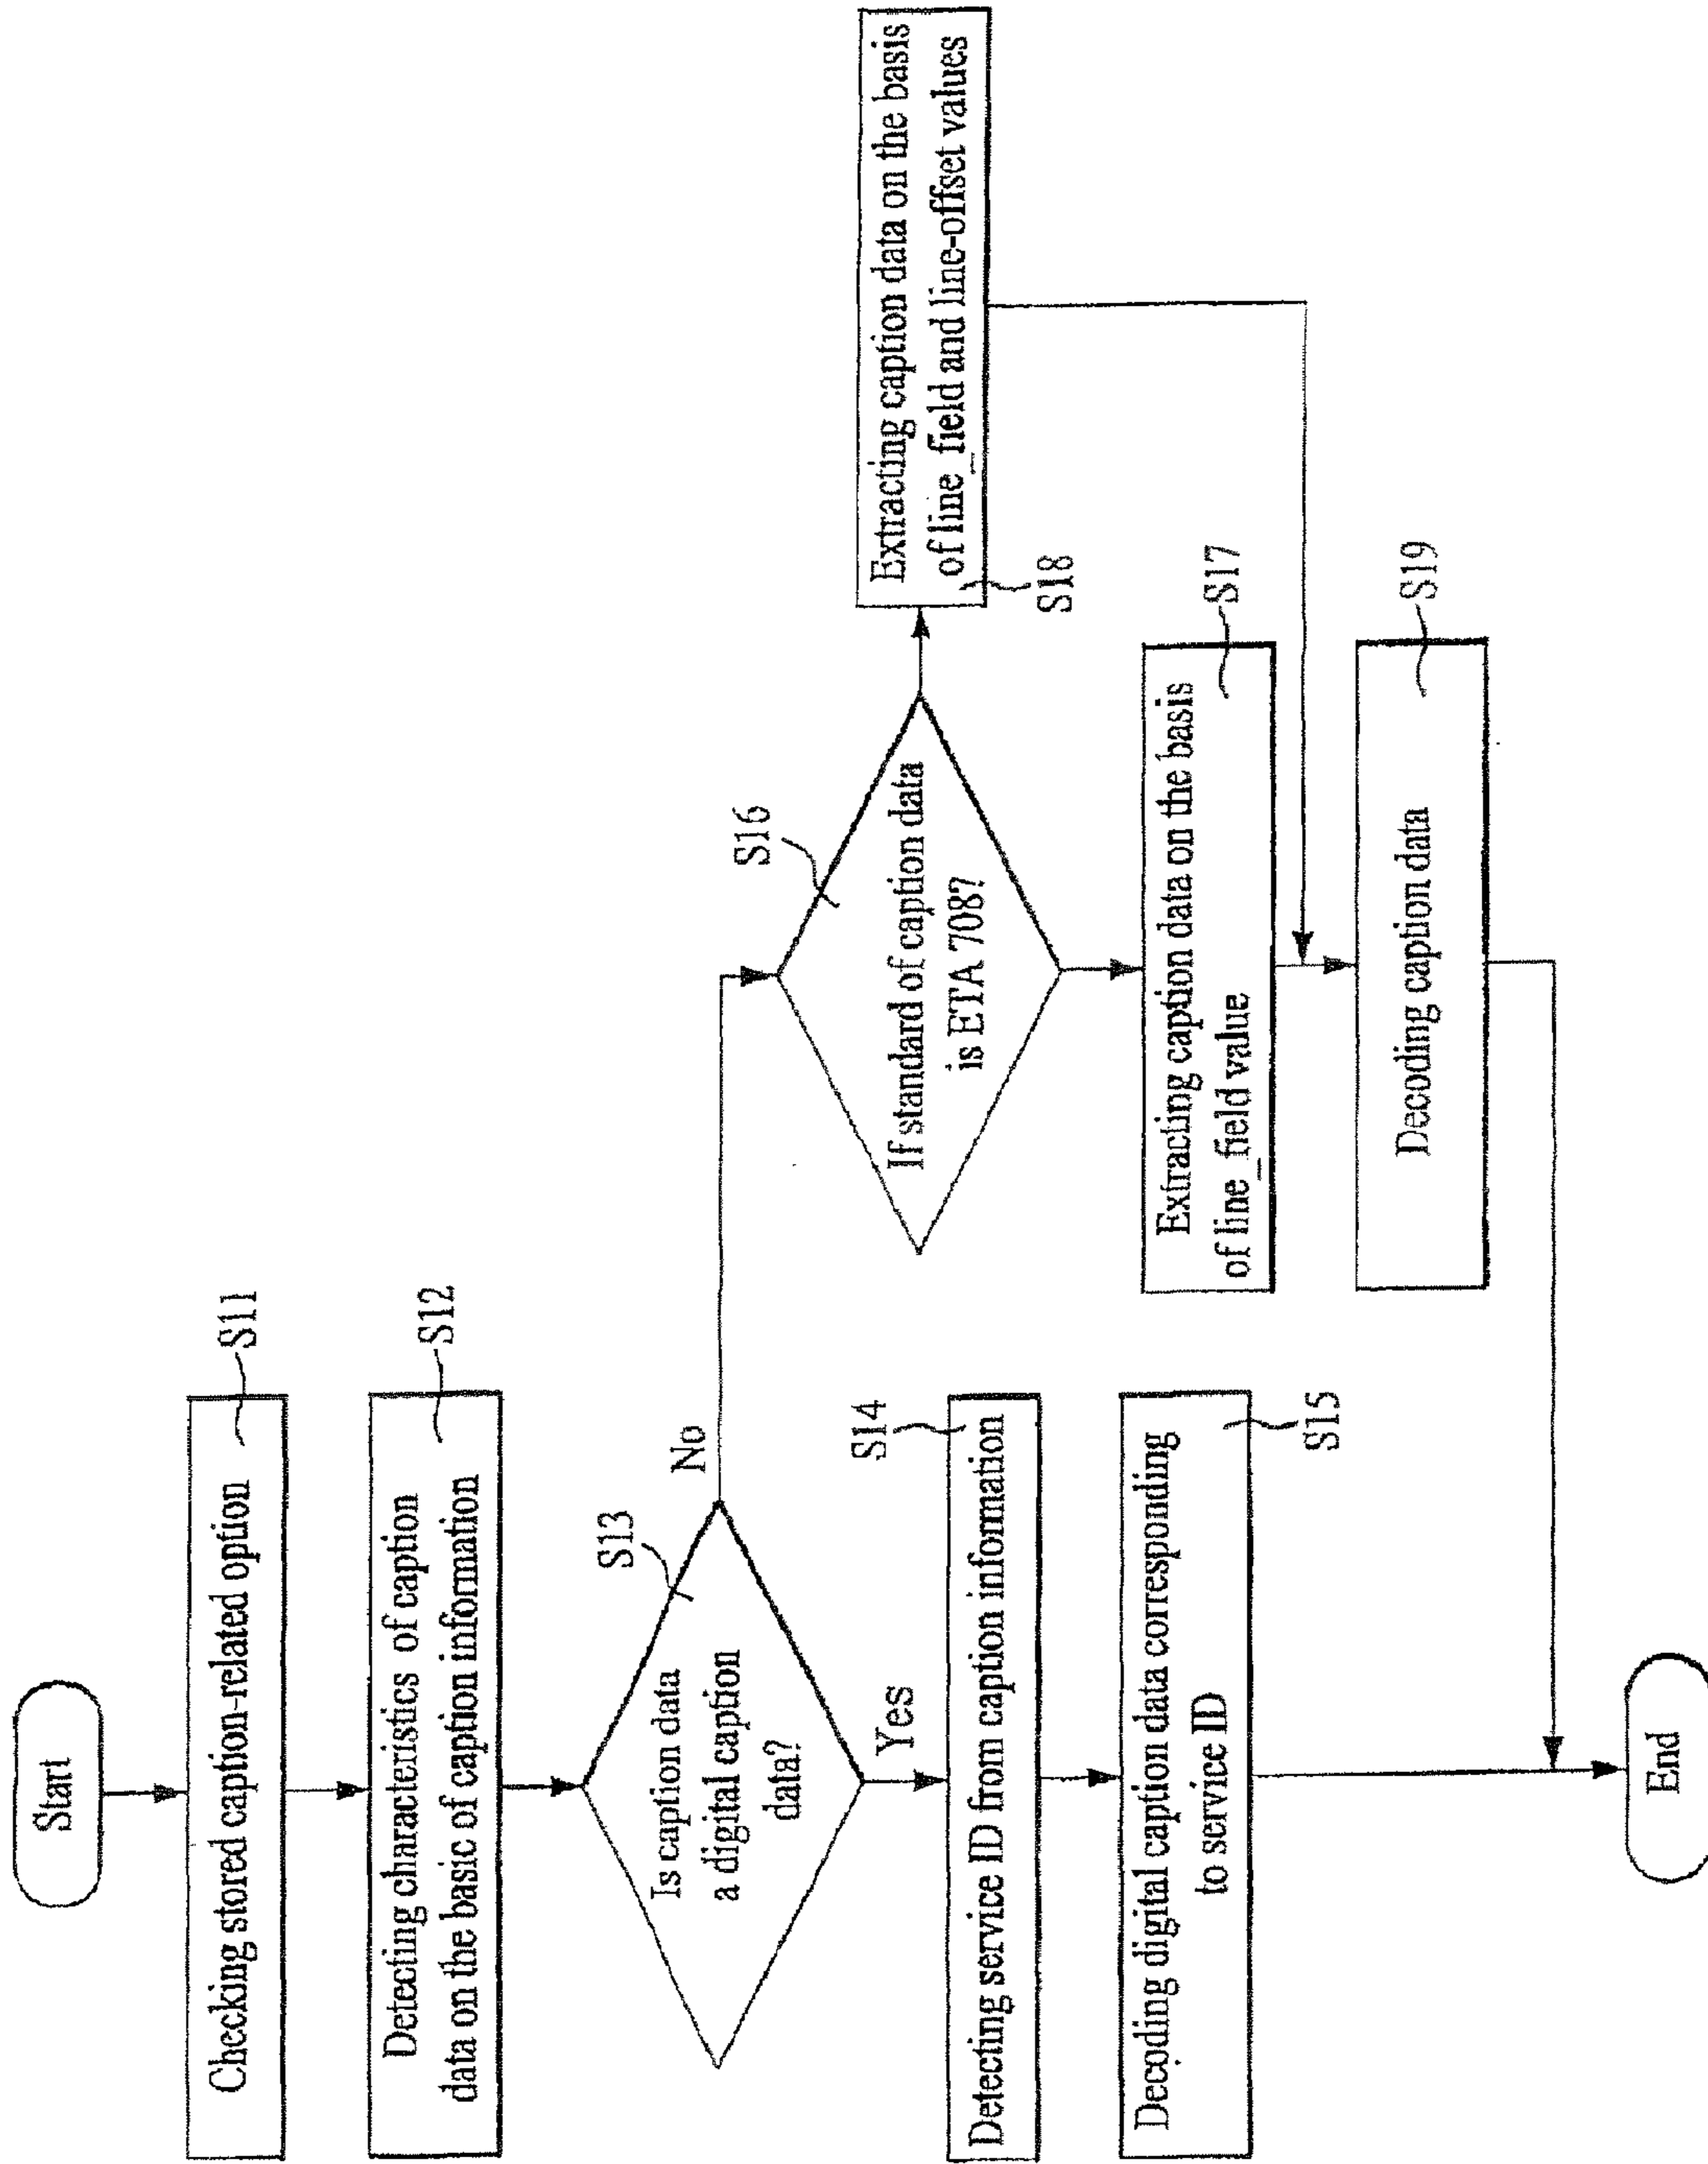 Start
Checking stored caption-related option
S11
Detecting characteristics of caption
data on the basic of caption information
S12
Is caption data
a digital caption
data?
S13
No
Yes
Detecting service ID from caption information
S14
Decoding digital caption data corresponding
to service ID
S15
If standard of caption data
is ETA 708?
S16
Extracting caption data on the basis
of line_field value
S17
Extracting caption data on the basis
of line_field and line-offset values
S18
Decoding caption data
S19
End